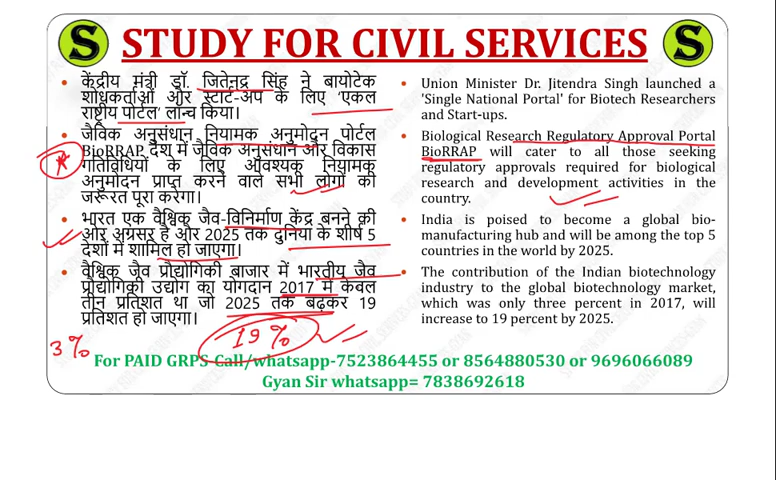 S STUDY FOR CIVIL SERVICES S
• केंद्रीय मंत्री डॉ. जितेनद्र सिंह ने बायोटेक
शोधकर्ताओं और स्टार्ट-अप के लिए 'एकल
राष्ट्रीय पोर्टल' लॉन्च किया।
• जैविक अनुसंधान नियामक अनुमोदन पोर्टल
BioRRAP देश में जैविक अनुसंधान और विकास
गतिविधियों के लिए आवश्यक नियामक
अनुमोदन प्राप्त करने वाले सभी लोगों की
जरूरत पूरा करेगा।
• भारत एक वैश्विक जैव-विनिर्माण केंद्र बनने की
ओर अग्रसर है और 2025 तक दुनिया के शीर्ष 5
देशों में शामिल हो जाएगा।
• वैश्विक जैव प्रौद्योगिकी बाजार में भारतीय जैव
प्रौद्योगिकी उद्योग का योगदान 2017 में केवल
तीन प्रतिशत था जो 2025 तक बढ़कर 19
प्रतिशत हो जाएगा।
3%
19%
• Union Minister Dr. Jitendra Singh launched a
'Single National Portal' for Biotech Researchers
and Start-ups.
• Biological Research Regulatory Approval Portal
BioRRAP will cater to all those seeking
regulatory approvals required for biological
research and development activities in the
country.
• India is poised to become a global bio-
manufacturing hub and will be among the top 5
countries in the world by 2025.
• The contribution of the Indian biotechnology
industry to the global biotechnology market,
which was only three percent in 2017, will
increase to 19 percent by 2025.
For PAID GRPS Call/whatsapp-7523864455 or 8564880530 or 9696066089
Gyan Sir whatsapp= 7838692618